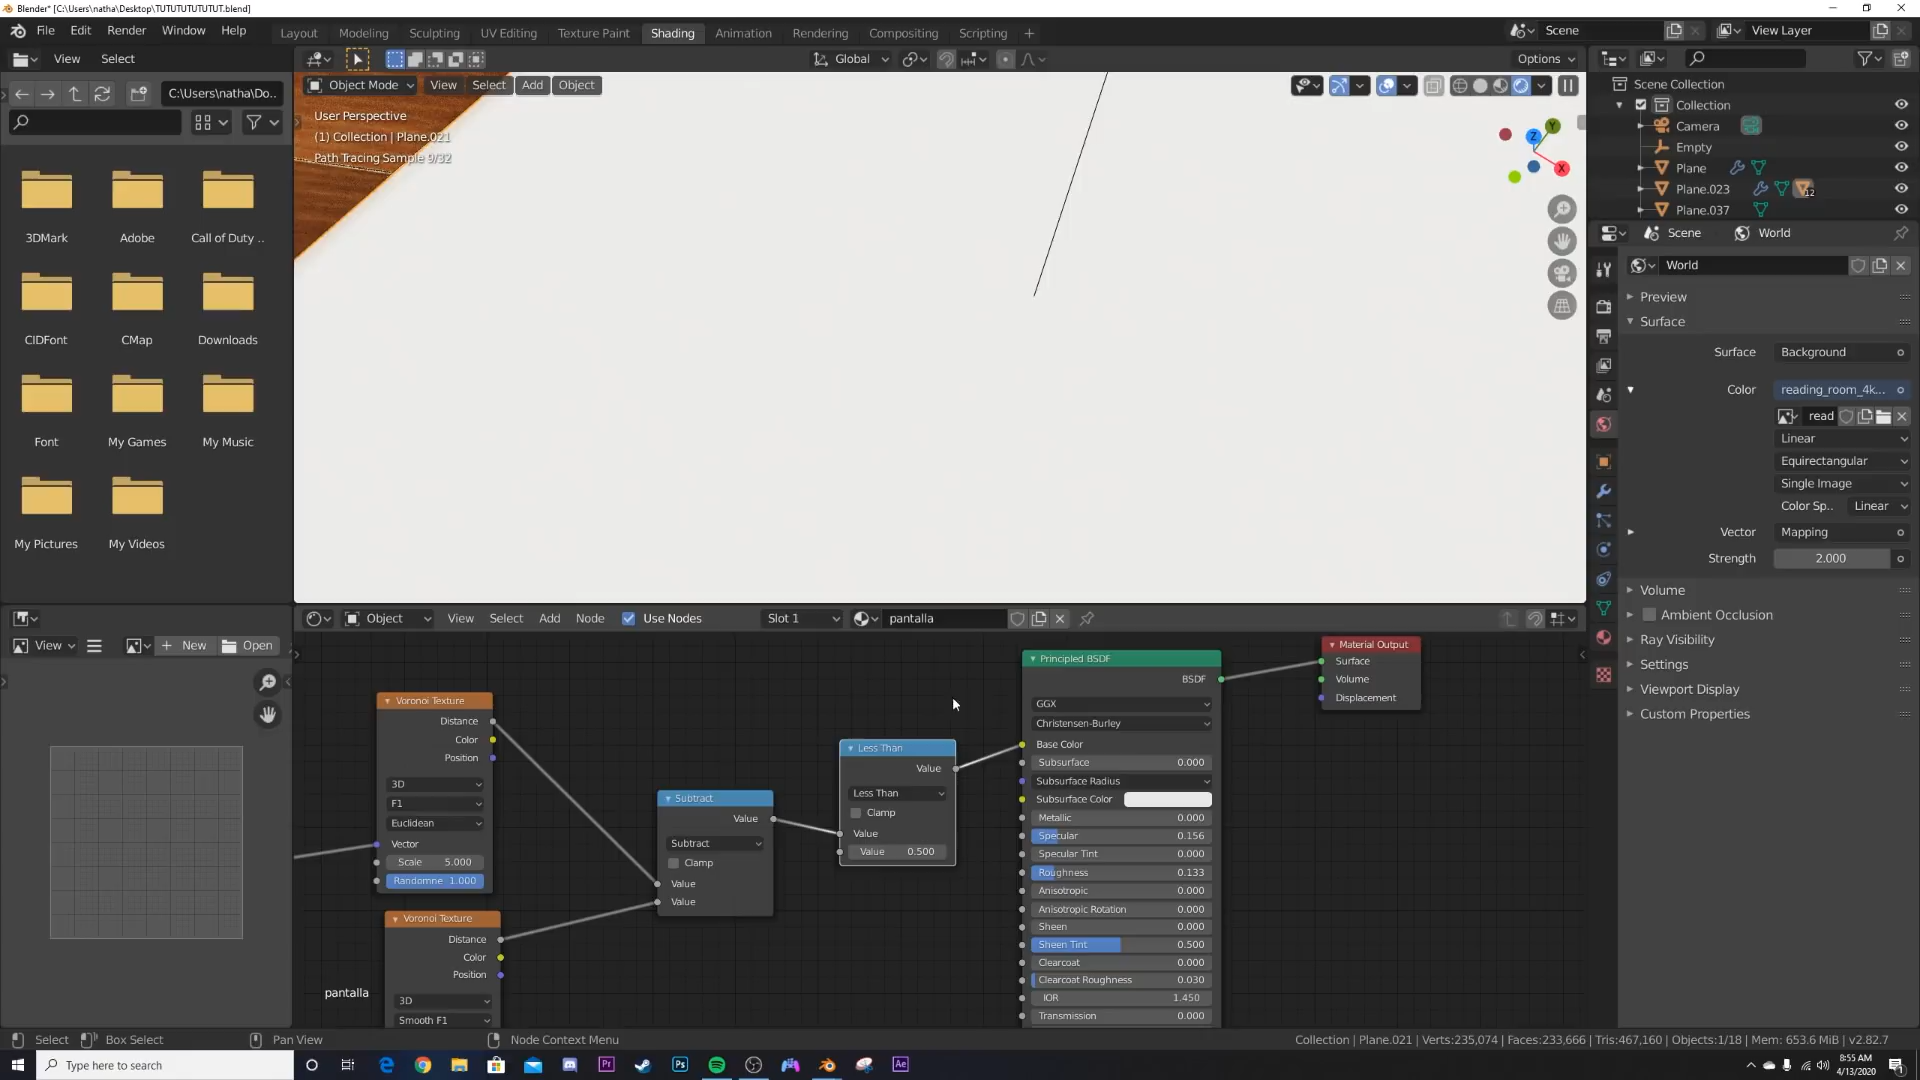 Blender* [C:\Users\natha\Desktop\TUTUTUTUTUTUT.blend]
File Edit Render Window Help
Layout Modeling Sculpting UV Editing Texture Paint Shading Animation Rendering Compositing Scripting +
Scene
View Layer
View Select
Global
Options
C:\Users\natha\Do..
Object Mode View Select Add Object
User Perspective
(1) Collection | Plane.021
Path Tracing Sample 9/32
Z
Y
X
3DMark Adobe Call of Duty ..
CIDFont CMap Downloads
Font My Games My Music
My Pictures My Videos
Scene Collection
Collection
Camera
Empty
Plane
Plane.023
12
Plane.037
Scene World
World
Preview
Surface
Surface Background
Color reading_room_4k...
read
Linear
Equirectangular
Single Image
Color Sp.. Linear
Vector Mapping
Strength 2.000
Volume
Ambient Occlusion
Ray Visibility
Settings
Viewport Display
Custom Properties
View + New Open
Object View Select Add Node Use Nodes Slot 1 pantalla
Voronoi Texture
Distance
Color
Position
3D
F1
Euclidean
Vector
Scale 5.000
Randomne 1.000
Voronoi Texture
Distance
Color
Position
3D
Smooth F1
pantalla
Subtract
Value
Subtract
Clamp
Value
Value
Less Than
Value
Less Than
Clamp
Value
Value 0.500
Principled BSDF
BSDF
GGX
Christensen-Burley
Base Color
Subsurface 0.000
Subsurface Radius
Subsurface Color
Metallic 0.000
Specular 0.156
Specular Tint 0.000
Roughness 0.133
Anisotropic 0.000
Anisotropic Rotation 0.000
Sheen 0.000
Sheen Tint 0.500
Clearcoat 0.000
Clearcoat Roughness 0.030
IOR 1.450
Transmission 0.000
Material Output
Surface
Volume
Displacement
Select Box Select Pan View Node Context Menu
Collection | Plane.021 | Verts:235,074 | Faces:233,666 | Tris:467,160 | Objects:1/18 | Mem: 653.6 MiB | v2.82.7
Type here to search
Pr
Ps
Ae
8:55 AM
4/13/2020